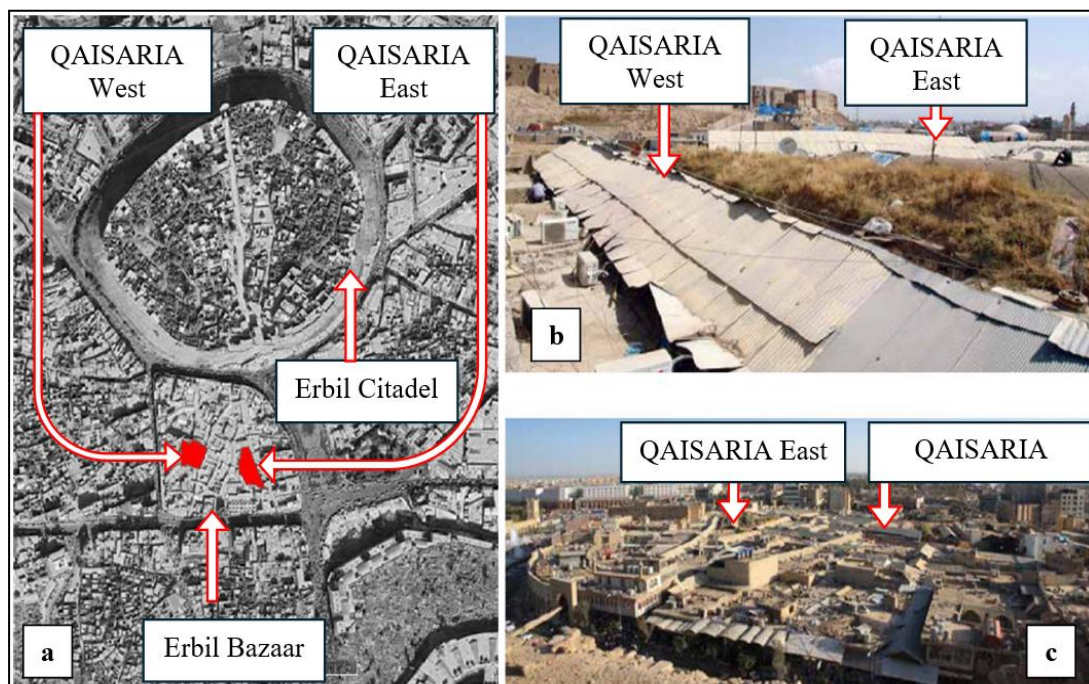 QAISARIA
West
QAISARIA
East
Erbil Citadel
Erbil Bazaar
a
QAISARIA
West
QAISARIA
East
b
QAISARIA East
QAISARIA
c